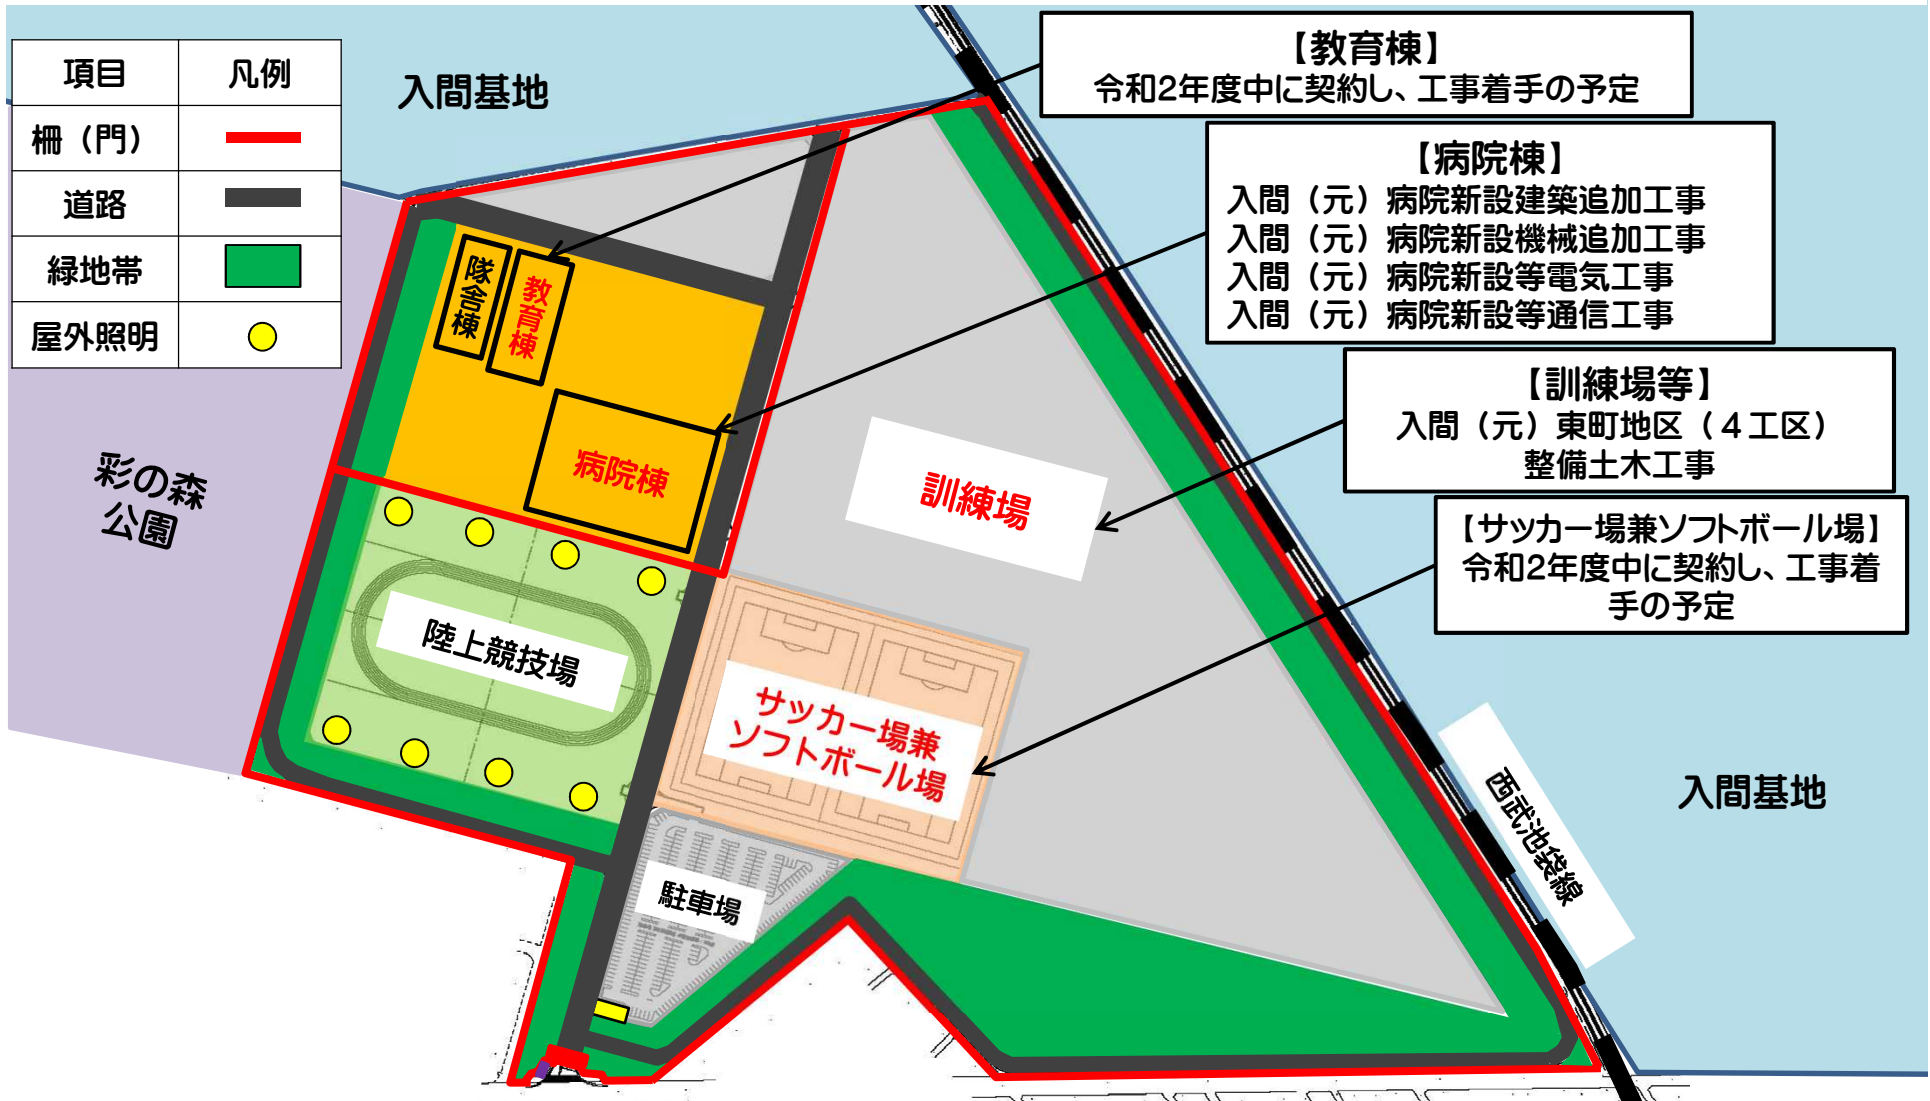 項目 凡例
柵（門）
道路
緑地帯
屋外照明
入間基地
【教育棟】
令和2年度中に契約し、工事着手の予定
【病院棟】
入間（元）病院新設建築追加工事
入間（元）病院新設機械追加工事
入間（元）病院新設等電気工事
入間（元）病院新設等通信工事
【訓練場等】
入間（元）東町地区（４工区）
整備土木工事
【サッカー場兼ソフトボール場】
令和2年度中に契約し、工事着
手の予定
隊舎棟
教育棟
病院棟
訓練場
彩の森
公園
陸上競技場
サッカー場兼
ソフトボール場
駐車場
西武池袋線
入間基地